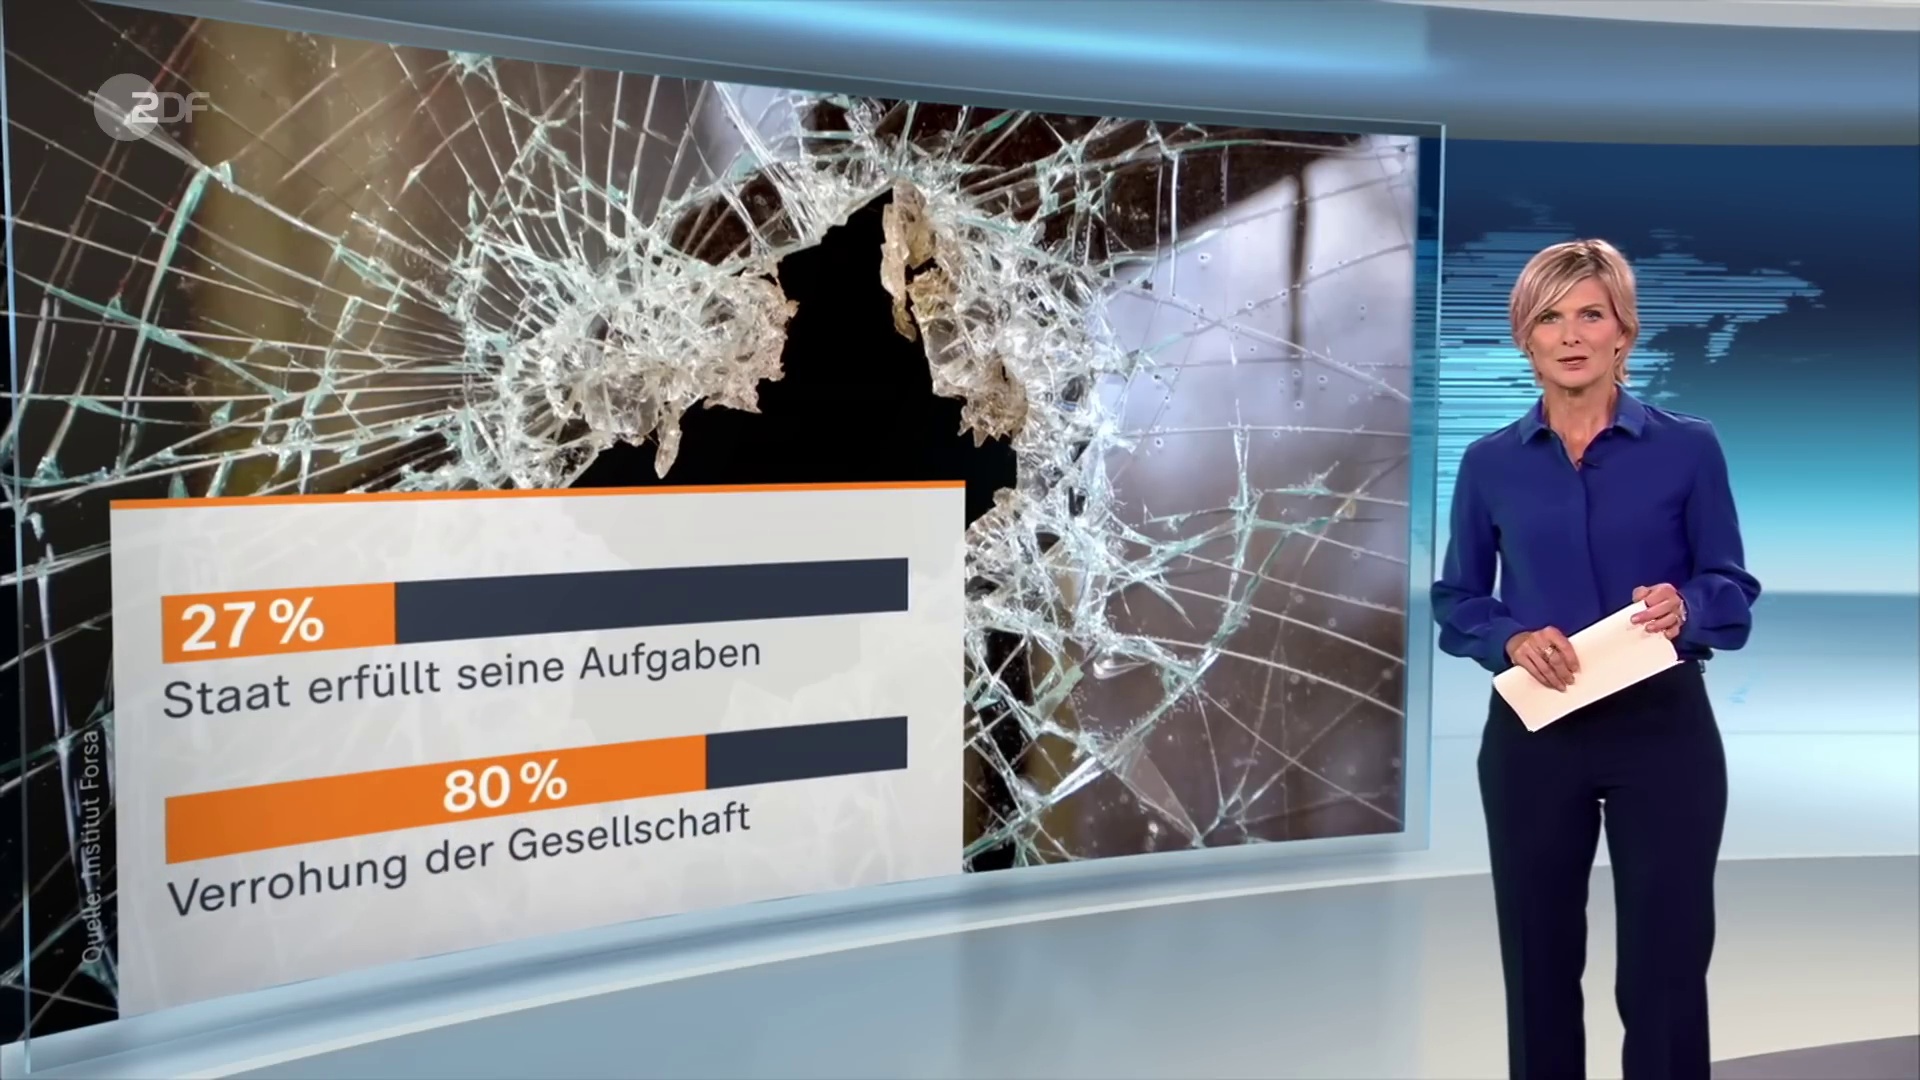 ZDF
27 %
Staat erfüllt seine Aufgaben
80 %
Verrohung der Gesellschaft
Quelle: Institut Forsa